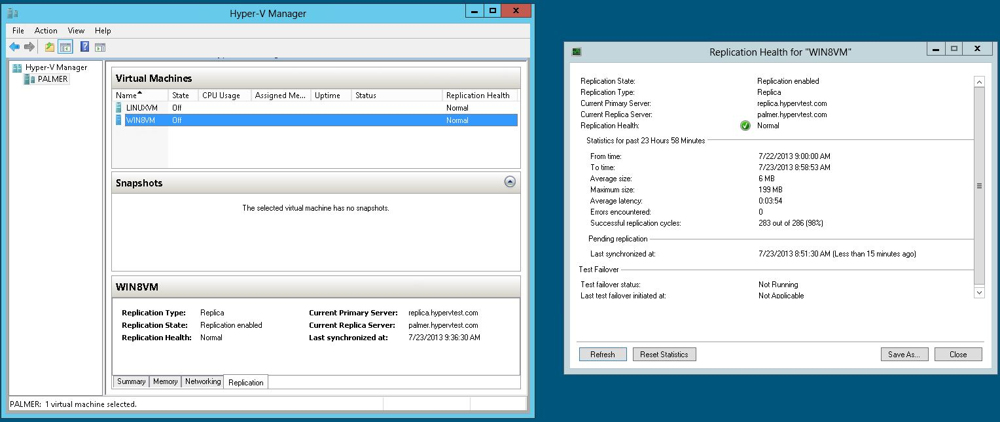 Hyper-V Manager
File Action View Help
Hyper-V Manager
PALMER
Virtual Machines
Name State CPU Usage Assigned Me... Uptime Status Replication Health
LINUXVM Off Normal
WIN8VM Off Normal
Snapshots
The selected virtual machine has no snapshots.
WIN8VM
Replication Type: Replica Current Primary Server: replica.hypervtest.com
Replication State: Replication enabled Current Replica Server: palmer.hypervtest.com
Replication Health: Normal Last synchronized at: 7/23/2013 9:36:30 AM
Summary Memory Networking Replication
PALMER: 1 virtual machine selected.
Replication Health for "WIN8VM"
Replication State: Replication enabled
Replication Type: Replica
Current Primary Server: replica.hypervtest.com
Current Replica Server: palmer.hypervtest.com
Replication Health: Normal
Statistics for past 23 Hours 58 Minutes
From time: 7/22/2013 9:00:00 AM
To time: 7/23/2013 8:58:53 AM
Average size: 6 MB
Maximum size: 199 MB
Average latency: 0:03:54
Errors encountered: 0
Successful replication cycles: 283 out of 286 (98%)
Pending replication
Last synchronized at: 7/23/2013 8:51:30 AM (Less than 15 minutes ago)
Test Failover
Test failover status: Not Running
Last test failover initiated at: Not Applicable
Refresh Reset Statistics Save As... Close